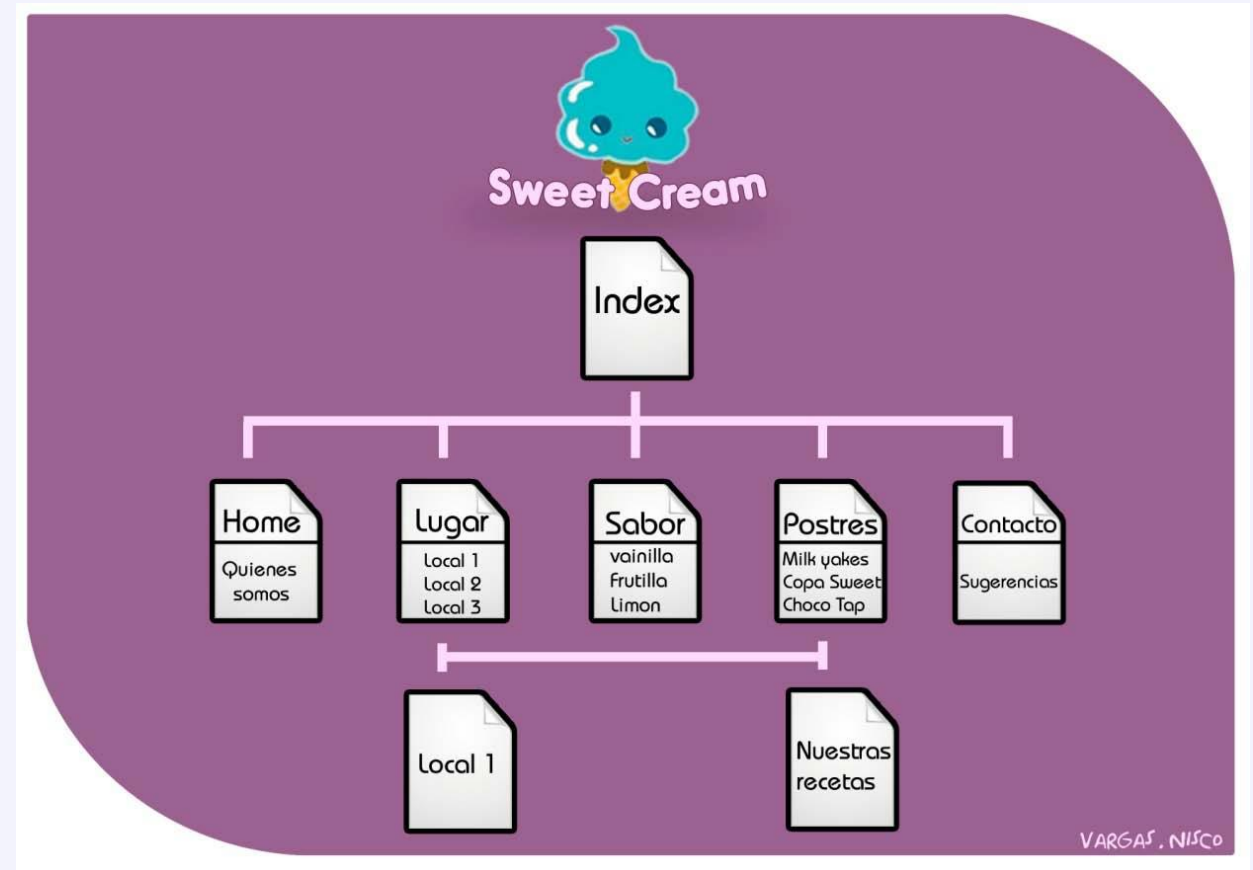 Sweet Cream
Index
Home
Quienes
somos
Lugar
Local 1
Local 2
Local 3
Sabor
vainilla
Frutilla
Limon
Postres
Milk yakes
Copa Sweet
Choco Tap
Contacto
Sugerencias
Local 1
Nuestras
recetas
VARGAS.NISCO